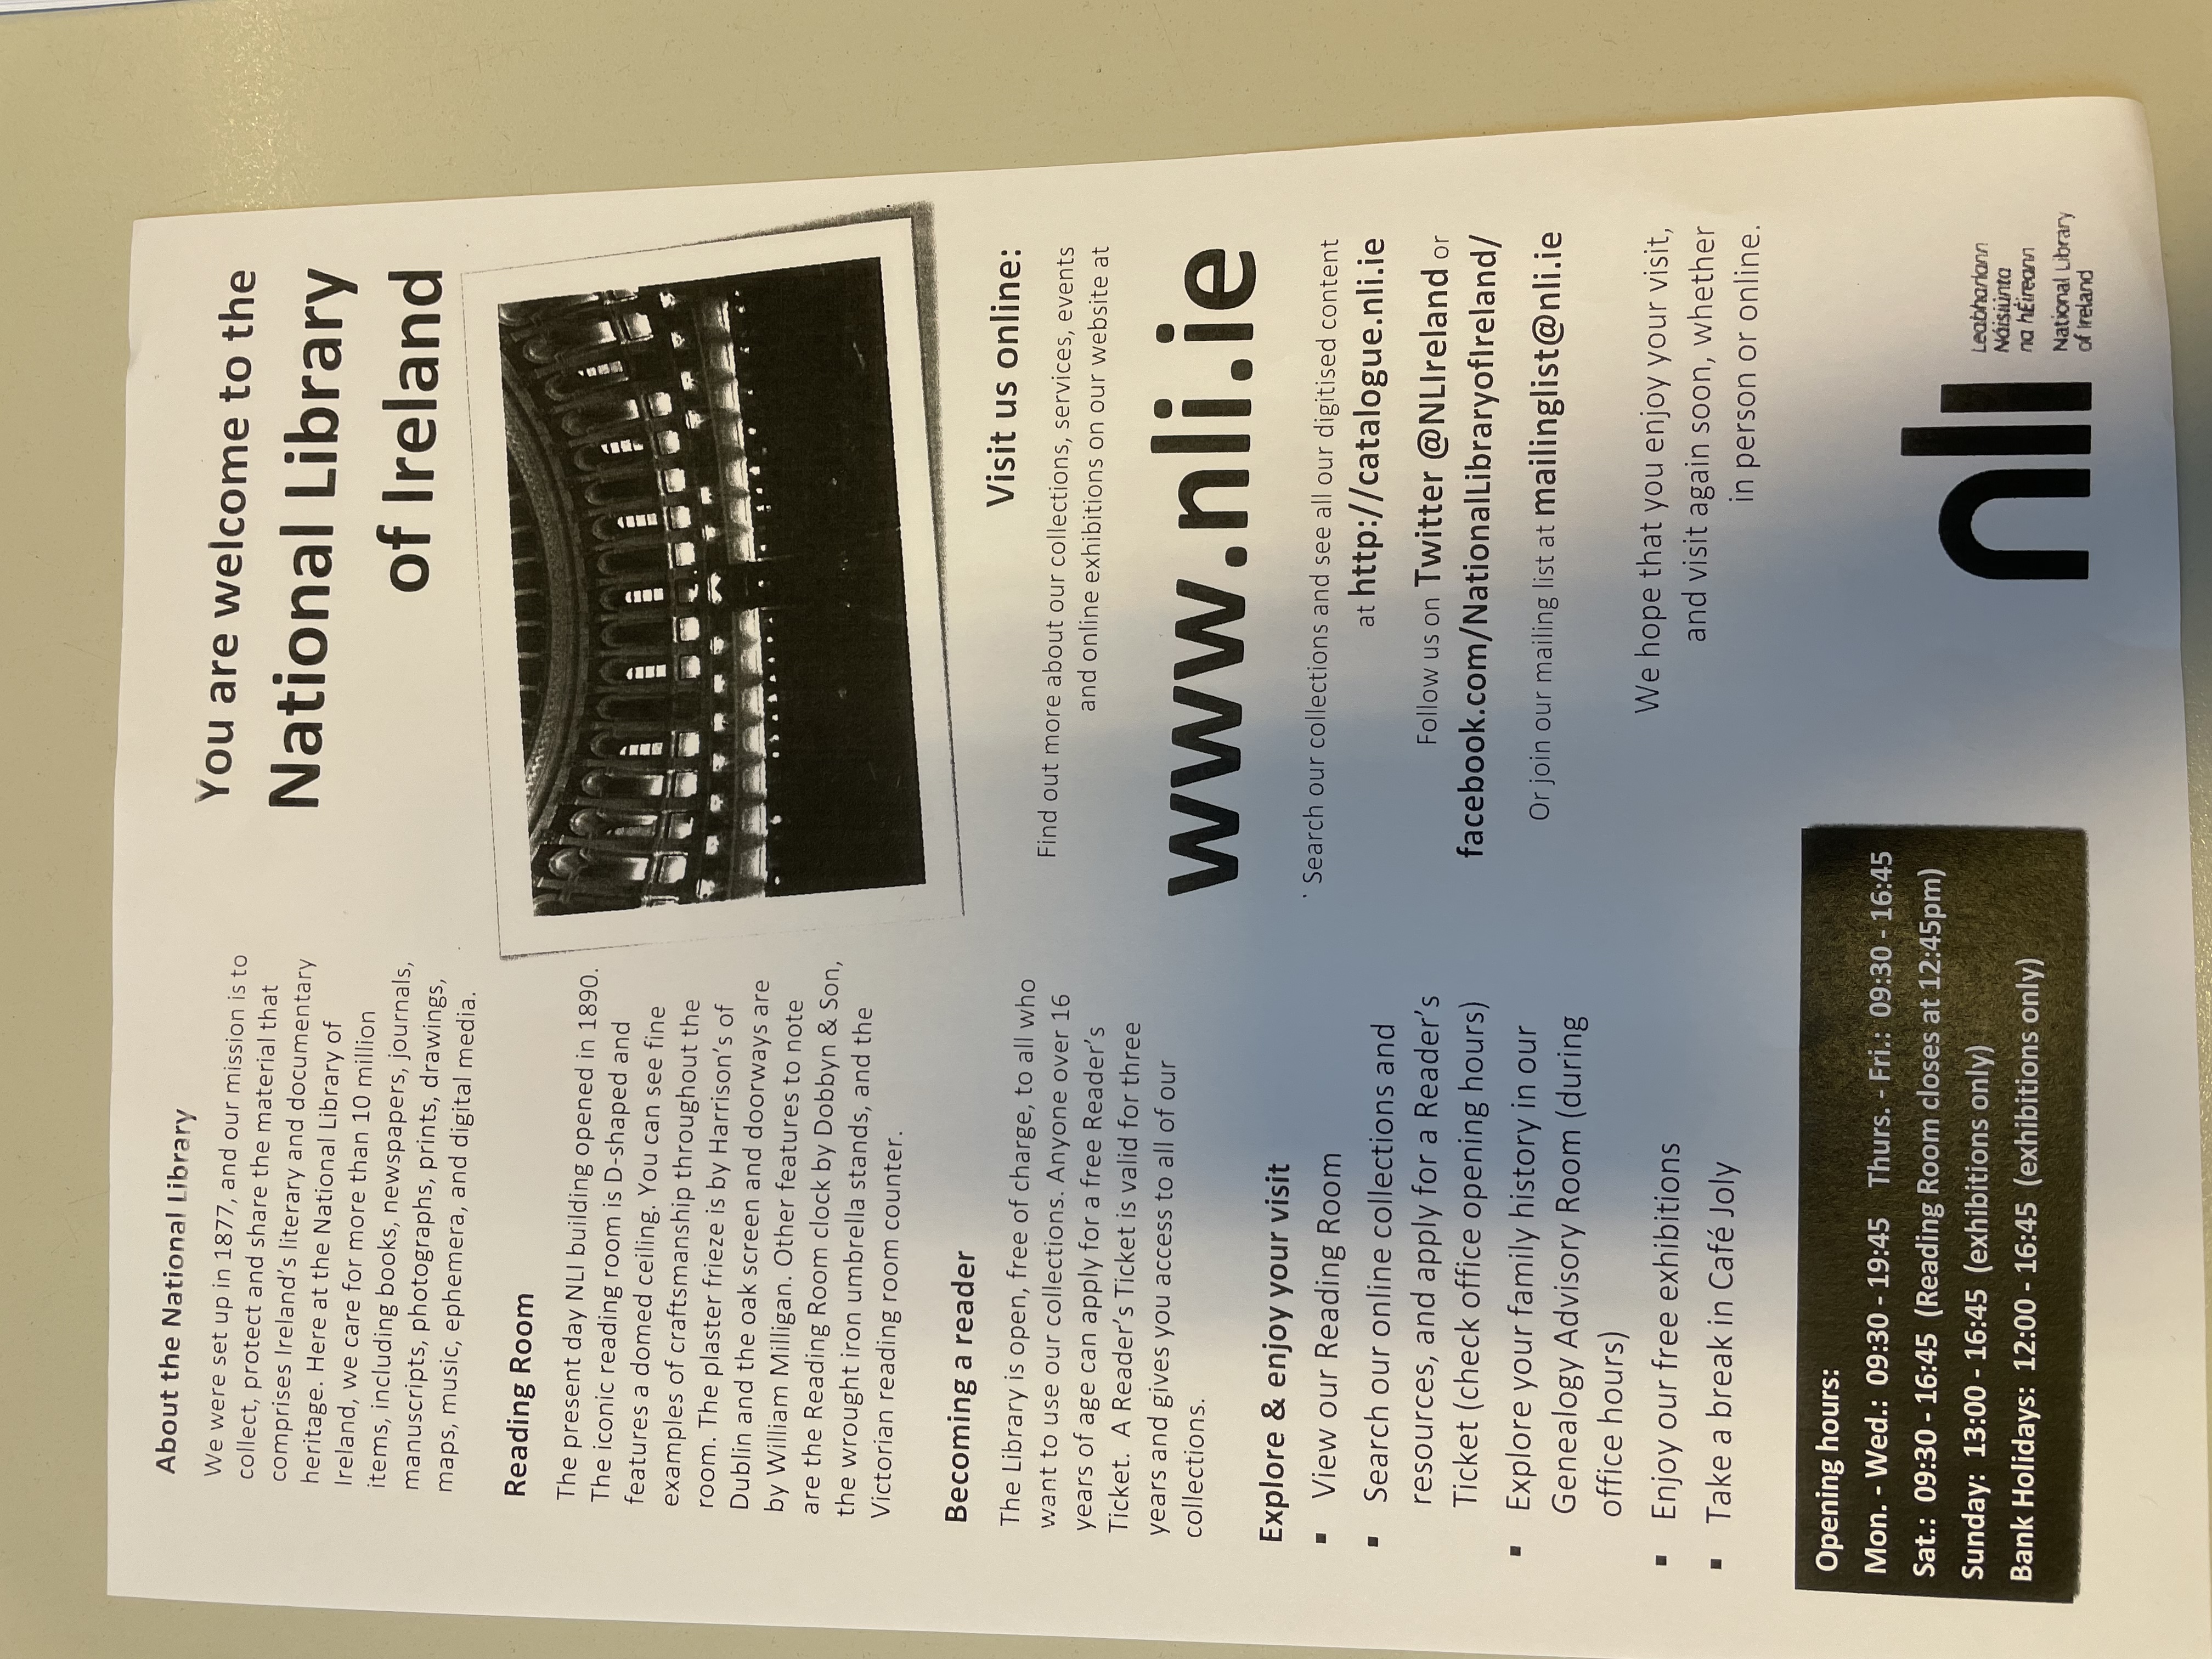 About the National Library
We were set up in 1877, and our mission is to
collect, protect and share the material that
comprises Ireland's literary and documentary
heritage. Here at the National Library of
Ireland, we care for more than 10 million
items, including books, newspapers, journals,
manuscripts, photographs, prints, drawings,
maps, music, ephemera, and digital media.
Reading Room
The present day NLI building opened in 1890.
The iconic reading room is D-shaped and
features a domed ceiling. You can see fine
examples of craftsmanship throughout the
room. The plaster frieze is by Harrison's of
Dublin and the oak screen and doorways are
by William Milligan. Other features to note
are the Reading Room clock by Dobbyn & Son,
the wrought iron umbrella stands, and the
Victorian reading room counter.
Becoming a reader
The Library is open, free of charge, to all who
want to use our collections. Anyone over 16
years of age can apply for a free Reader's
Ticket. A Reader's Ticket is valid for three
years and gives you access to all of our
collections.
Explore & enjoy your visit
▪ View our Reading Room
▪ Search our online collections and
resources, and apply for a Reader's
Ticket (check office opening hours)
▪ Explore your family history in our
Genealogy Advisory Room (during
office hours)
▪ Enjoy our free exhibitions
▪ Take a break in Café Joly
Opening hours:
Mon. - Wed.: 09:30 - 19:45 Thurs. - Fri.: 09:30 - 16:45
Sat.: 09:30 - 16:45 (Reading Room closes at 12:45pm)
Sunday: 13:00 - 16:45 (exhibitions only)
Bank Holidays: 12:00 - 16:45 (exhibitions only)
You are welcome to the
National Library
of Ireland
Visit us online:
Find out more about our collections, services, events
and online exhibitions on our website at
www.nli.ie
Search our collections and see all our digitised content
at http://catalogue.nli.ie
Follow us on Twitter @NLIreland or
facebook.com/NationalLibraryofIreland/
Or join our mailing list at mailinglist@nli.ie
We hope that you enjoy your visit,
and visit again soon, whether
in person or online.
nli
Leabharlann
Náisiúnta
na hÉireann
National Library
of Ireland